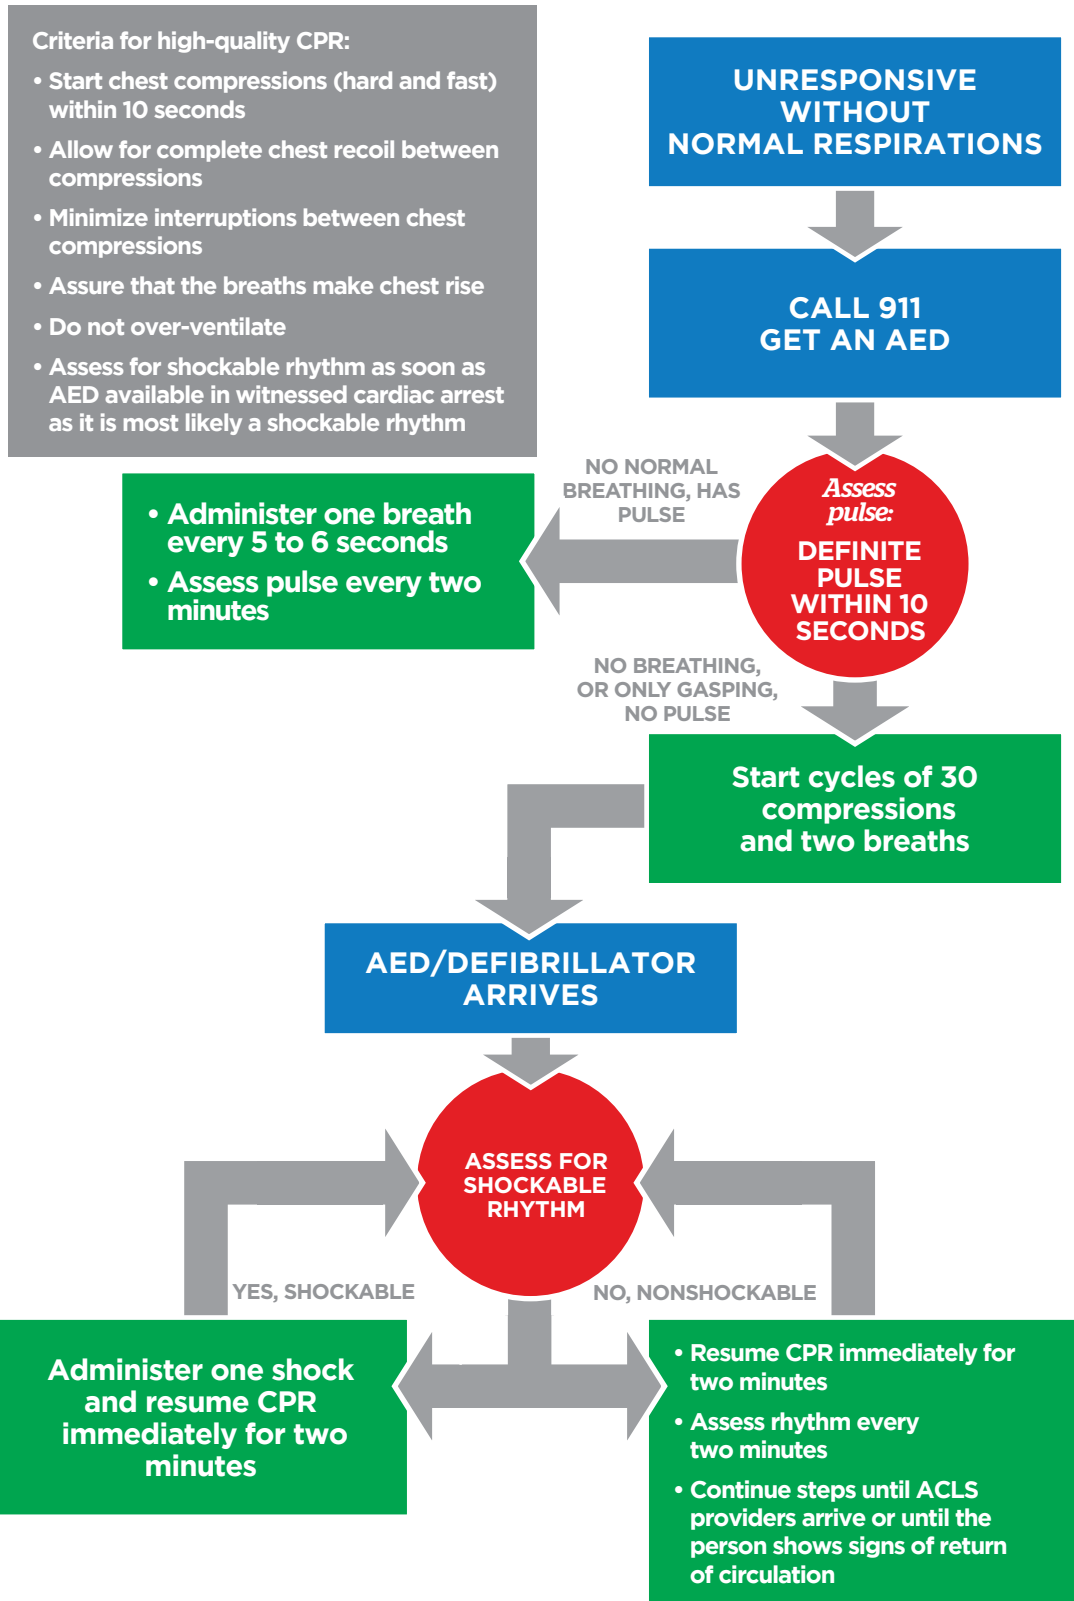 Criteria for high-quality CPR:
• Start chest compressions (hard and fast)
within 10 seconds
• Allow for complete chest recoil between
compressions
• Minimize interruptions between chest
compressions
• Assure that the breaths make chest rise
• Do not over-ventilate
• Assess for shockable rhythm as soon as
AED available in witnessed cardiac arrest
as it is most likely a shockable rhythm
UNRESPONSIVE
WITHOUT
NORMAL RESPIRATIONS
CALL 911
GET AN AED
Assess
pulse:
DEFINITE
PULSE
WITHIN 10
SECONDS
NO NORMAL
BREATHING, HAS
PULSE
• Administer one breath
every 5 to 6 seconds
• Assess pulse every two
minutes
NO BREATHING,
OR ONLY GASPING,
NO PULSE
Start cycles of 30
compressions
and two breaths
AED/DEFIBRILLATOR
ARRIVES
ASSESS FOR
SHOCKABLE
RHYTHM
YES, SHOCKABLE
NO, NONSHOCKABLE
Administer one shock
and resume CPR
immediately for two
minutes
• Resume CPR immediately for
two minutes
• Assess rhythm every
two minutes
• Continue steps until ACLS
providers arrive or until the
person shows signs of return
of circulation